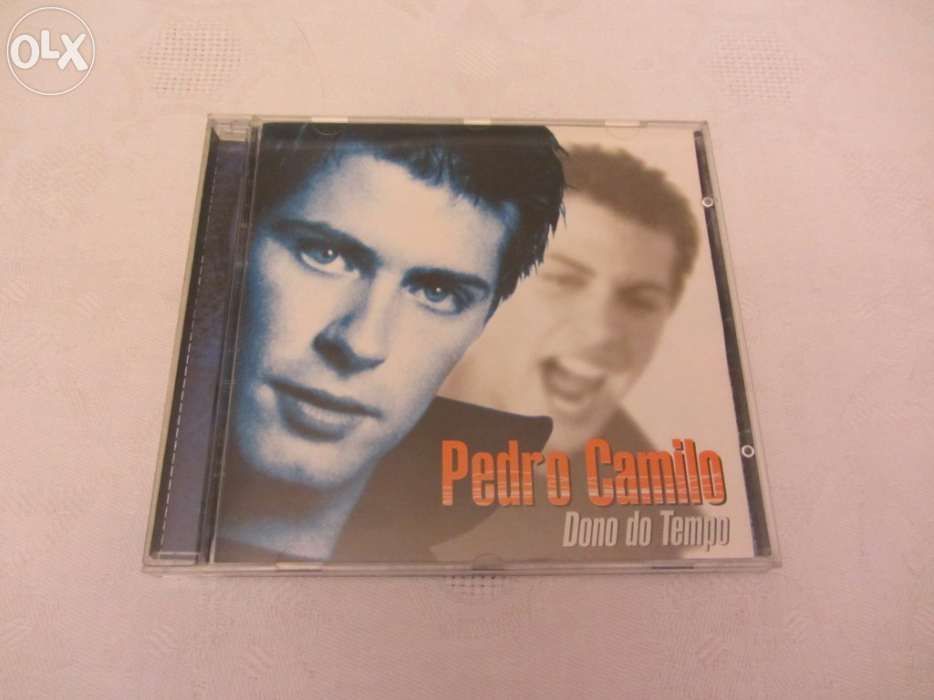 OLX
Pedro Camilo
Dono do Tempo